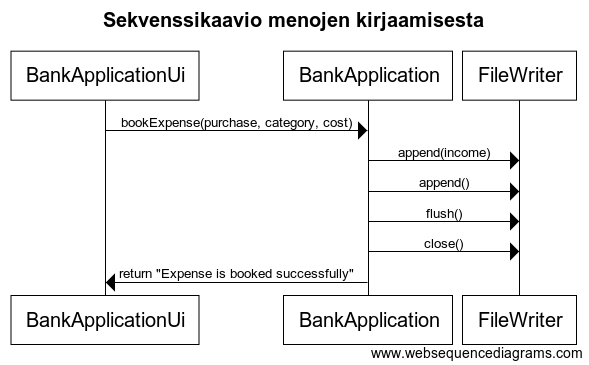 Sekvenssikaavio menojen kirjaamisesta
BankApplicationUi
BankApplication
FileWriter
bookExpense(purchase, category, cost)
append(income)
append()
flush()
close()
return "Expense is booked successfully"
BankApplicationUi
BankApplication
FileWriter
www.websequencediagrams.com